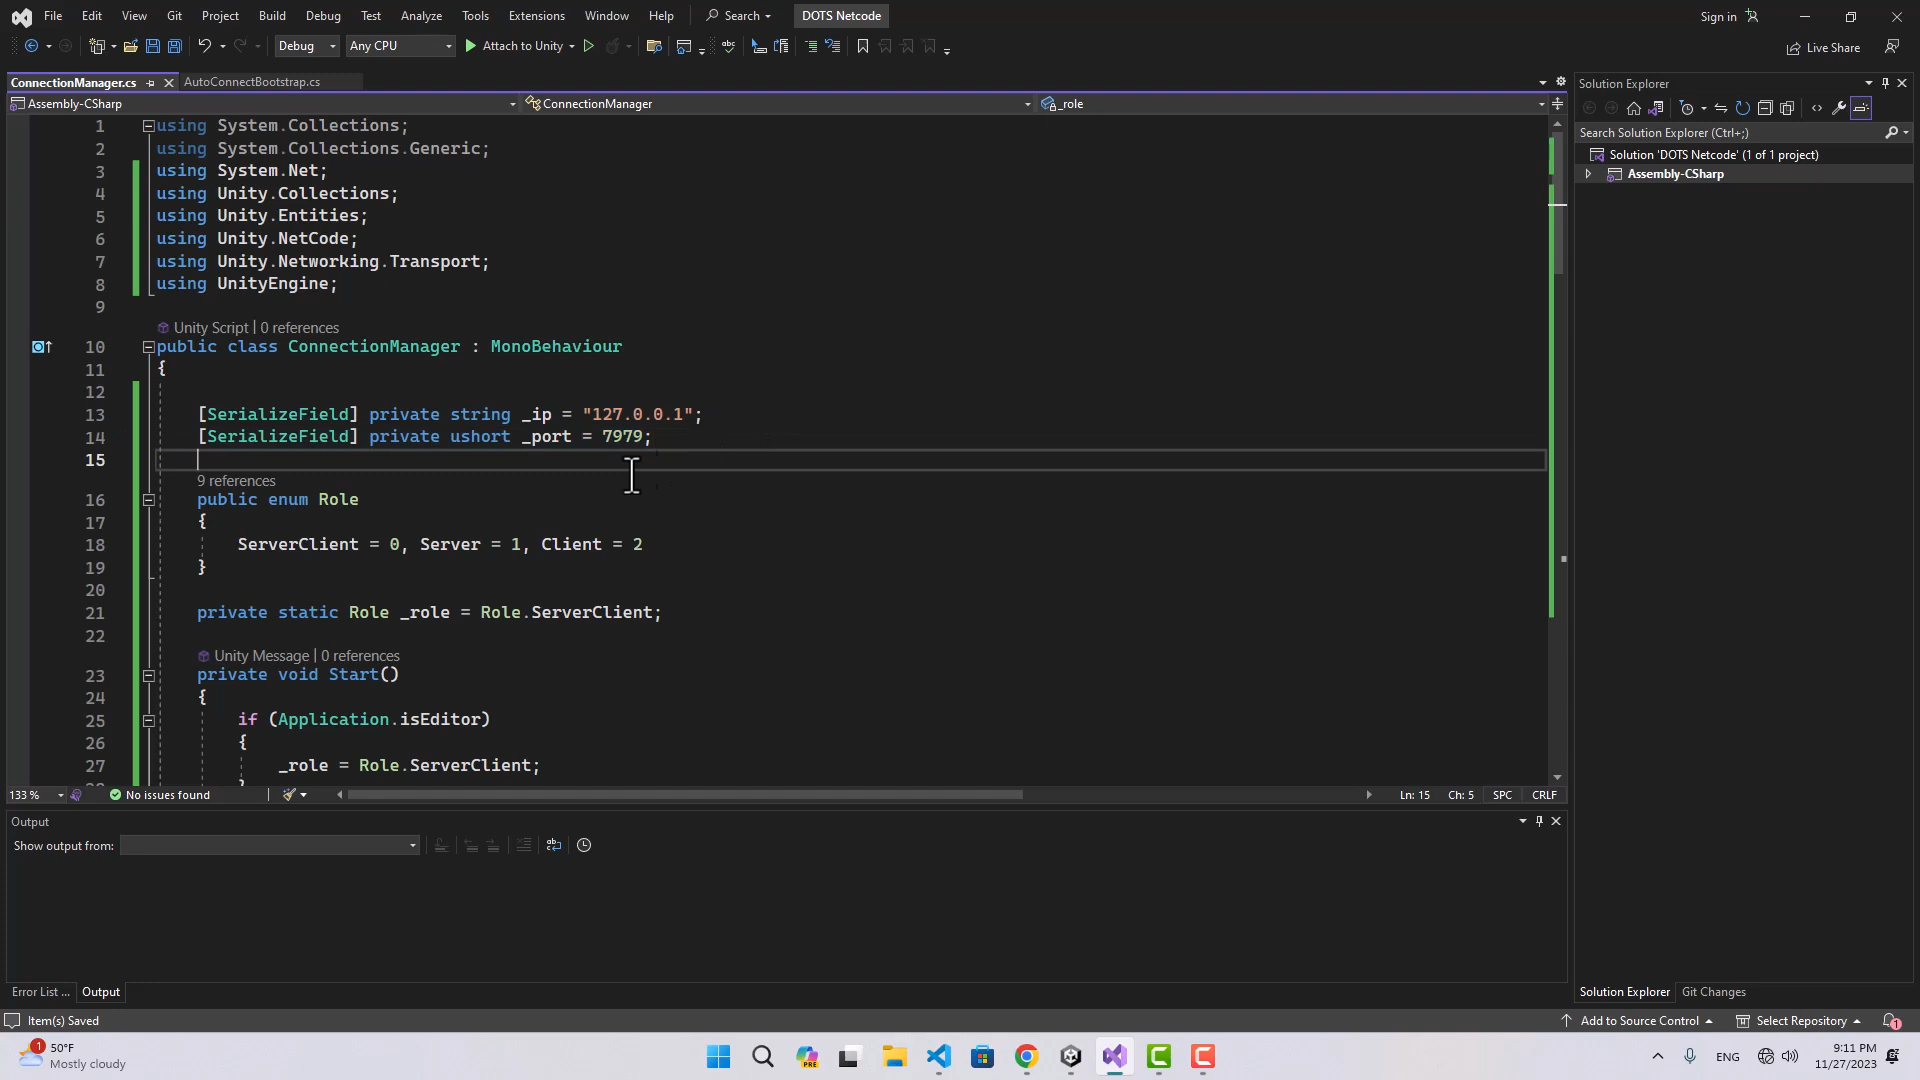 File Edit View Git Project Build Debug Test Analyze Tools Extensions Window Help Search DOTS Netcode Sign in
Debug Any CPU Attach to Unity Live Share
ConnectionManager.cs AutoConnectBootstrap.cs
Assembly-CSharp ConnectionManager _role
1 using System.Collections;
2 using System.Collections.Generic;
3 using System.Net;
4 using Unity.Collections;
5 using Unity.Entities;
6 using Unity.NetCode;
7 using Unity.Networking.Transport;
8 using UnityEngine;
9
Unity Script | 0 references
10 public class ConnectionManager : MonoBehaviour
11 {
12
13 [SerializeField] private string _ip = "127.0.0.1";
14 [SerializeField] private ushort _port = 7979;
15
9 references
16 public enum Role
17 {
18 ServerClient = 0, Server = 1, Client = 2
19 }
20
21 private static Role _role = Role.ServerClient;
22
Unity Message | 0 references
23 private void Start()
24 {
25 if (Application.isEditor)
26 {
27 _role = Role.ServerClient;
133 % No issues found Ln: 15 Ch: 5 SPC CRLF
Output
Show output from:
Error List ... Output
Item(s) Saved
Solution Explorer
Search Solution Explorer (Ctrl+;)
Solution 'DOTS Netcode' (1 of 1 project)
Assembly-CSharp
Solution Explorer Git Changes
Add to Source Control Select Repository 1
1 50°F
Mostly cloudy
PRE
ENG
9:11 PM
11/27/2023